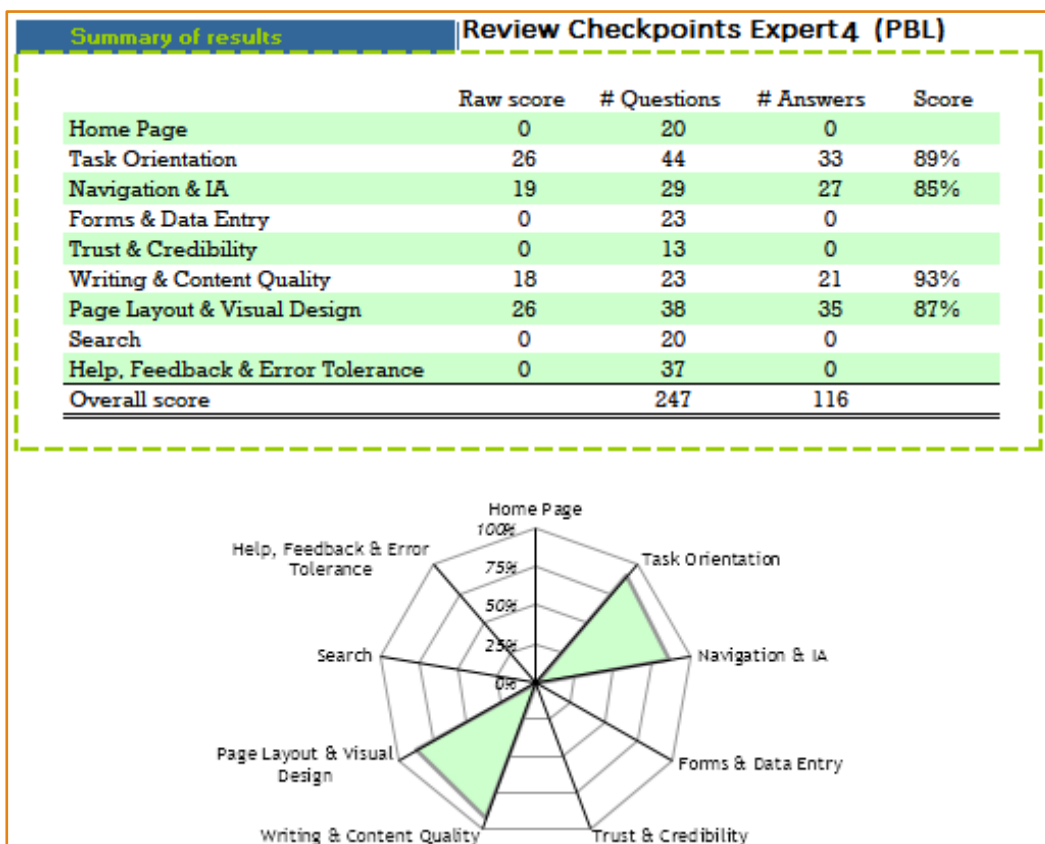 Summary of results
Review Checkpoints Expert 4 (PBL)
Raw score # Questions # Answers Score
Home Page 0 20 0
Task Orientation 26 44 33 89%
Navigation & IA 19 29 27 85%
Forms & Data Entry 0 23 0
Trust & Credibility 0 13 0
Writing & Content Quality 18 23 21 93%
Page Layout & Visual Design 26 38 35 87%
Search 0 20 0
Help, Feedback & Error Tolerance 0 37 0
Overall score 247 116
Home Page
100%
Help, Feedback & Error
Tolerance
Task Orientation
75%
50%
25%
Search
Navigation & IA
0%
Page Layout & Visual
Design
Forms & Data Entry
Writing & Content Quality
Trust & Credibility